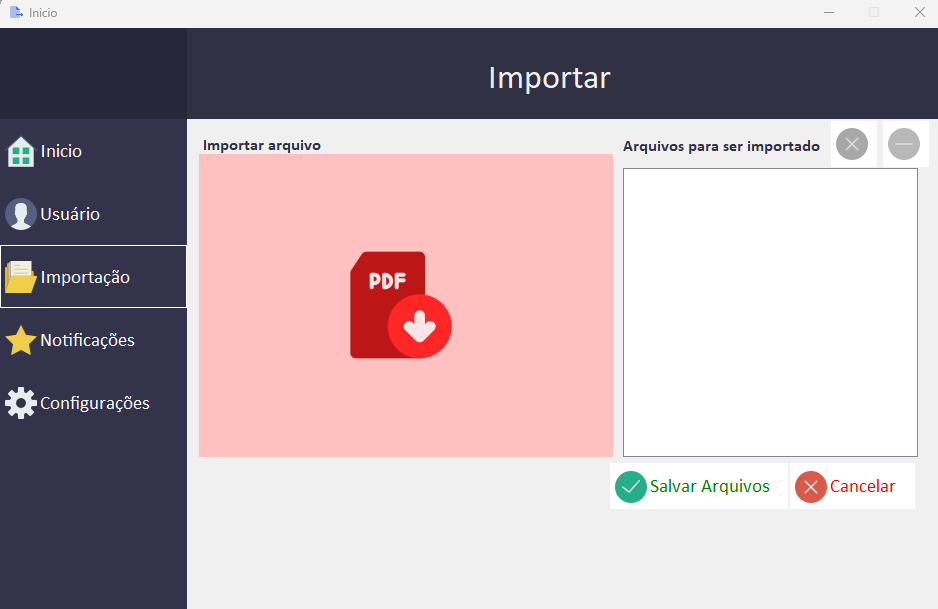 Inicio
Importar
Inicio
Usuário
Importação
Notificações
Configurações
Importar arquivo
PDF
Arquivos para ser importado
Salvar Arquivos
Cancelar